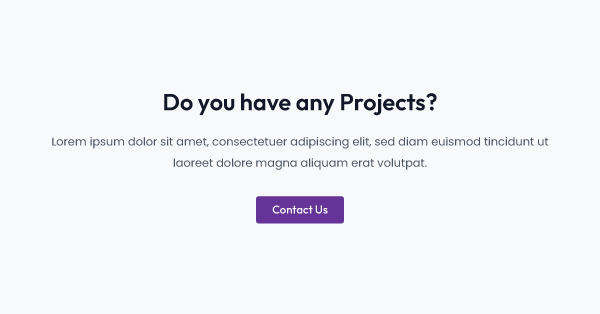 Do you have any Projects?
Lorem ipsum dolor sit amet, consectetuer adipiscing elit, sed diam euismod tincidunt ut
laoreet dolore magna aliquam erat volutpat.
Contact Us